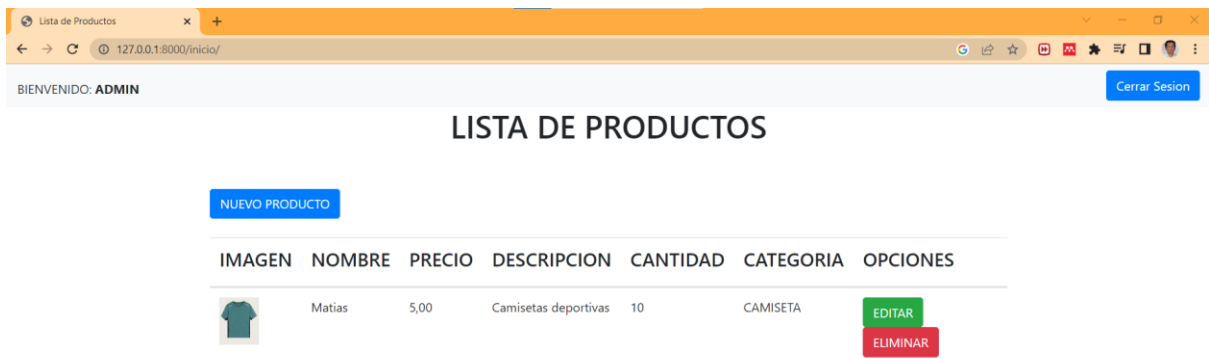 Lista de Productos
127.0.0.1:8000/inicio/
BIENVENIDO: ADMIN
Cerrar Sesion
LISTA DE PRODUCTOS
NUEVO PRODUCTO
IMAGEN NOMBRE PRECIO DESCRIPCION CANTIDAD CATEGORIA OPCIONES
Matias 5,00 Camisetas deportivas 10 CAMISETA EDITAR
ELIMINAR